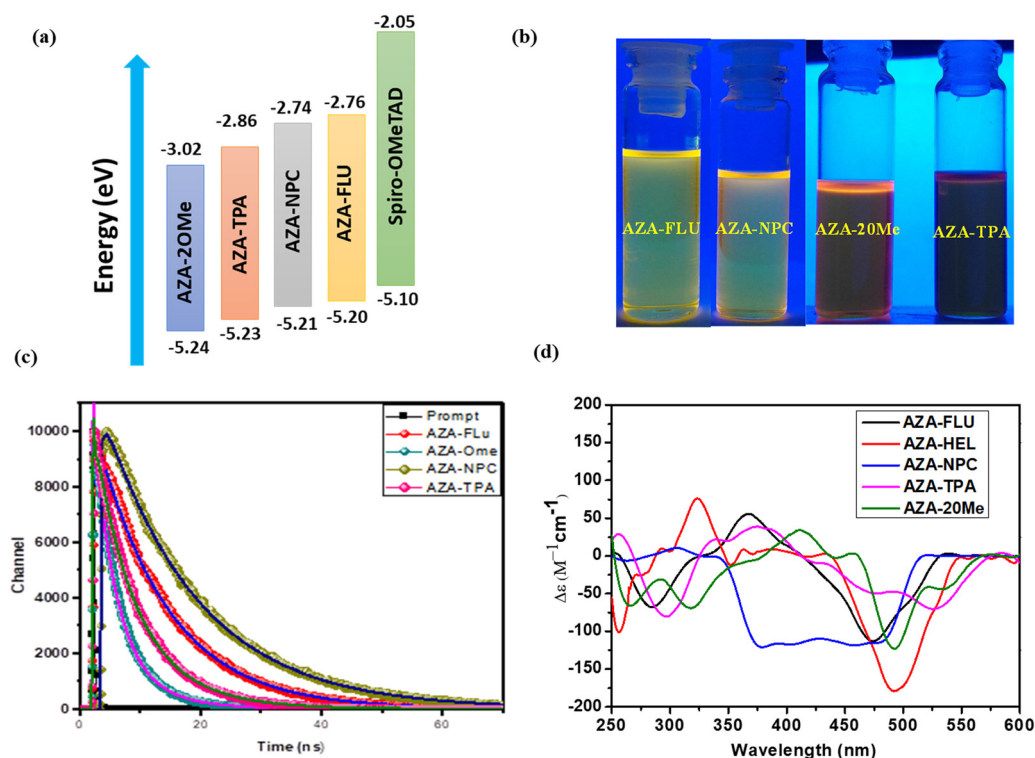 (a)
Energy (eV)
-3.02
AZA-2OMe
-5.24
-2.86
AZA-TPA
-5.23
-2.74
AZA-NPC
-5.21
-2.76
AZA-FLU
-5.20
-2.05
Spiro-OMeTAD
-5.10
(b)
AZA-FLU
AZA-NPC
AZA-20Me
AZA-TPA
(c)
Channel
10000
8000
6000
4000
2000
0
0 20 40 60
Time (ns)
Prompt
AZA-FLu
AZA-Ome
AZA-NPC
AZA-TPA
(d)
Δε (M⁻¹cm⁻¹)
200
150
100
50
0
-50
-100
-150
-200
250 300 350 400 450 500 550 600
Wavelength (nm)
AZA-FLU
AZA-HEL
AZA-NPC
AZA-TPA
AZA-20Me